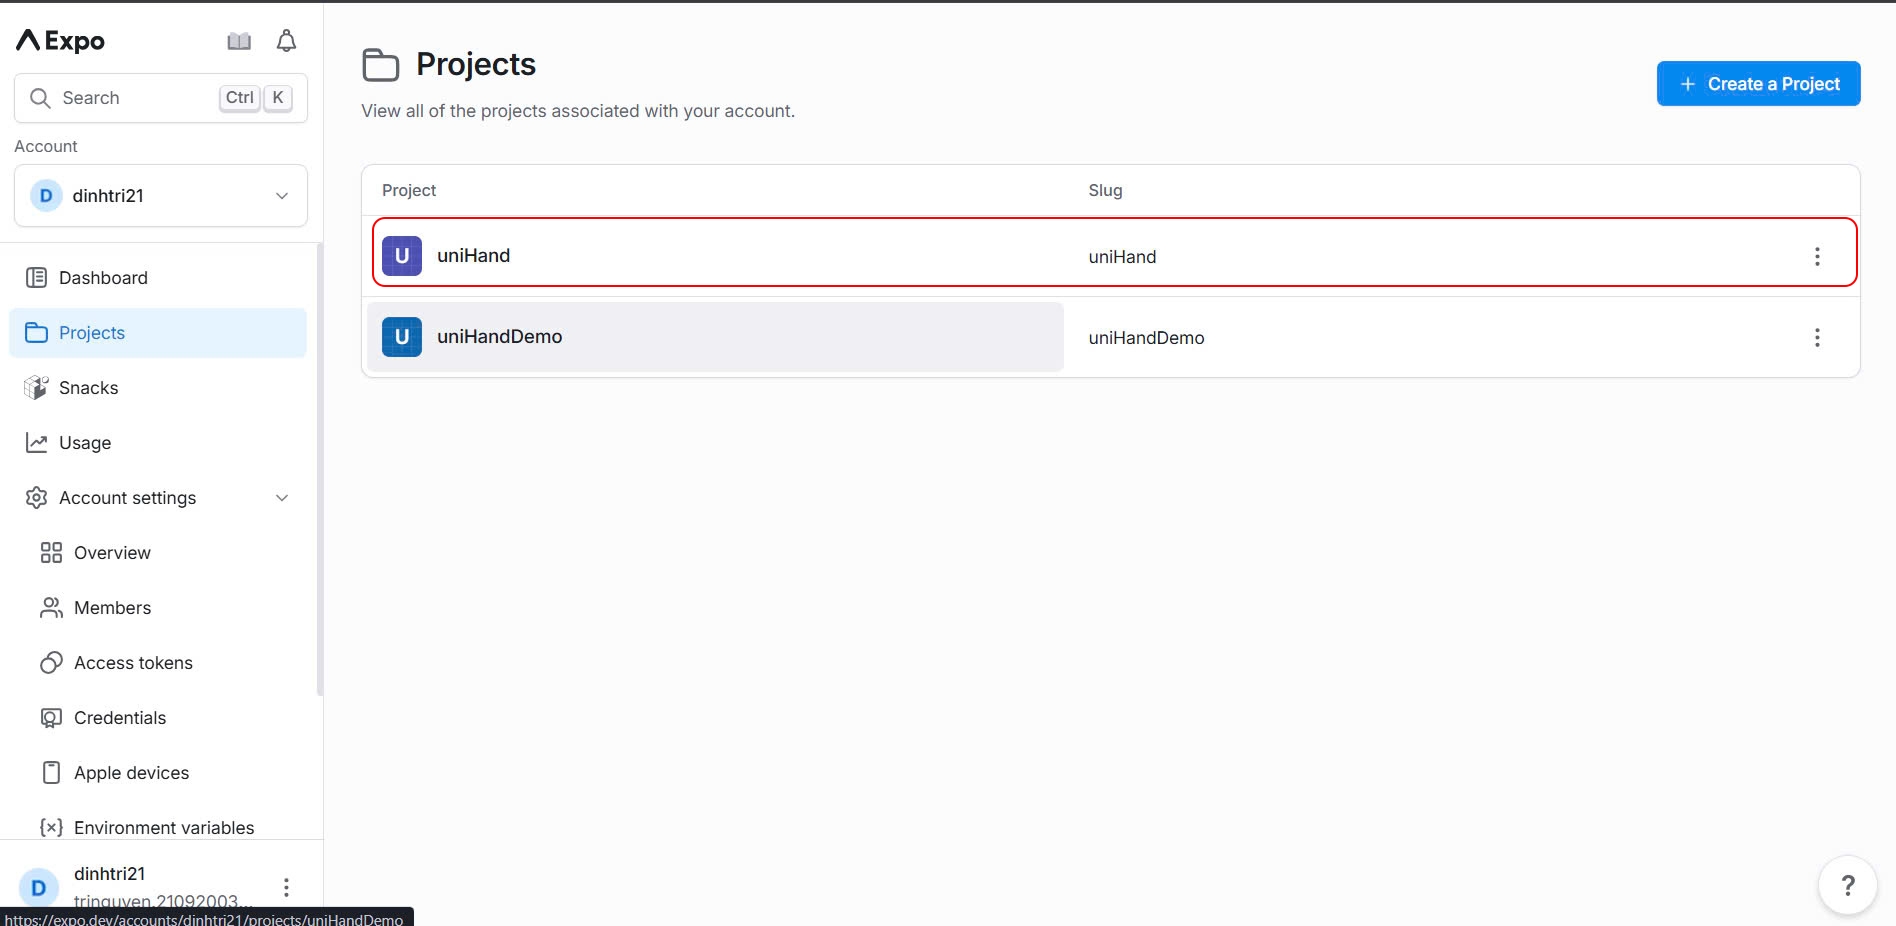 Expo
Search Ctrl K
Account
D dinhtri21
Dashboard
Projects
Snacks
Usage
Account settings
Overview
Members
Access tokens
Credentials
Apple devices
{×} Environment variables
D dinhtri21
tringuyen.21092003...
https://expo.dev/accounts/dinhtri21/projects/uniHandDemo
Projects
View all of the projects associated with your account.
+ Create a Project
Project Slug
U uniHand uniHand
U uniHandDemo uniHandDemo
?